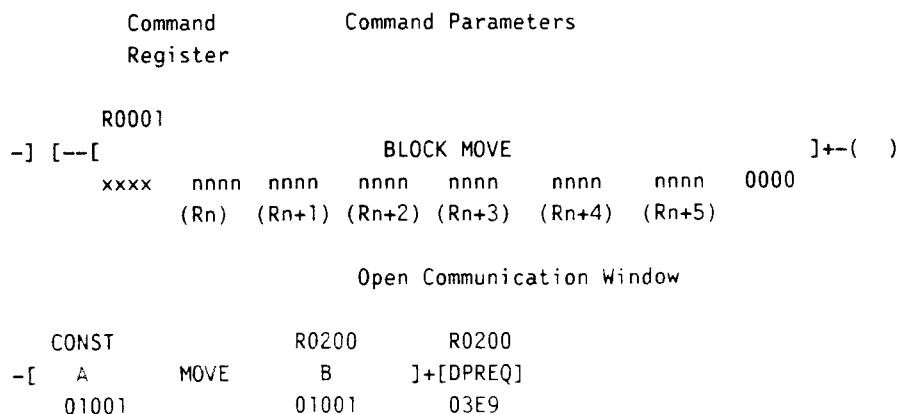 Command Command Parameters
Register
R0001
-] [--[ BLOCK MOVE ]+-( )
xxxx nnnn nnnn nnnn nnnn nnnn nnnn 0000
(Rn) (Rn+1) (Rn+2) (Rn+3) (Rn+4) (Rn+5)
Open Communication Window
CONST R0200 R0200
-[ A MOVE B ]+[DPREQ]
01001 01001 03E9